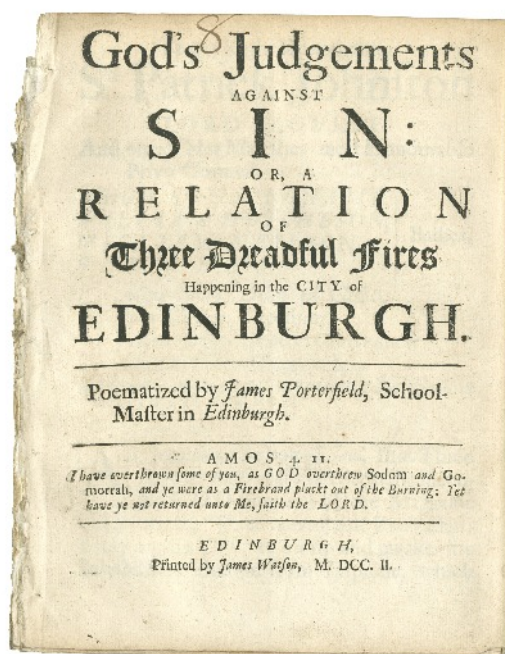 8
God's Judgements
AGAINST
SIN:
OR, A
RELATION
OF
Three Dreadful Fires
Happening in the CITY of
EDINBURGH.
Poematized by James Porterfield, School-
Maſter in Edinburgh.
AMOS 4. 11.
I have overthrown ſome of you, as GOD overthrew Sodom and Go-
morrah, and ye were as a Firebrand pluckt out of the Burning: Yet
have ye not returned unto Me, ſaith the LORD.
EDINBURGH,
Printed by James Watſon, M. DCC. II.